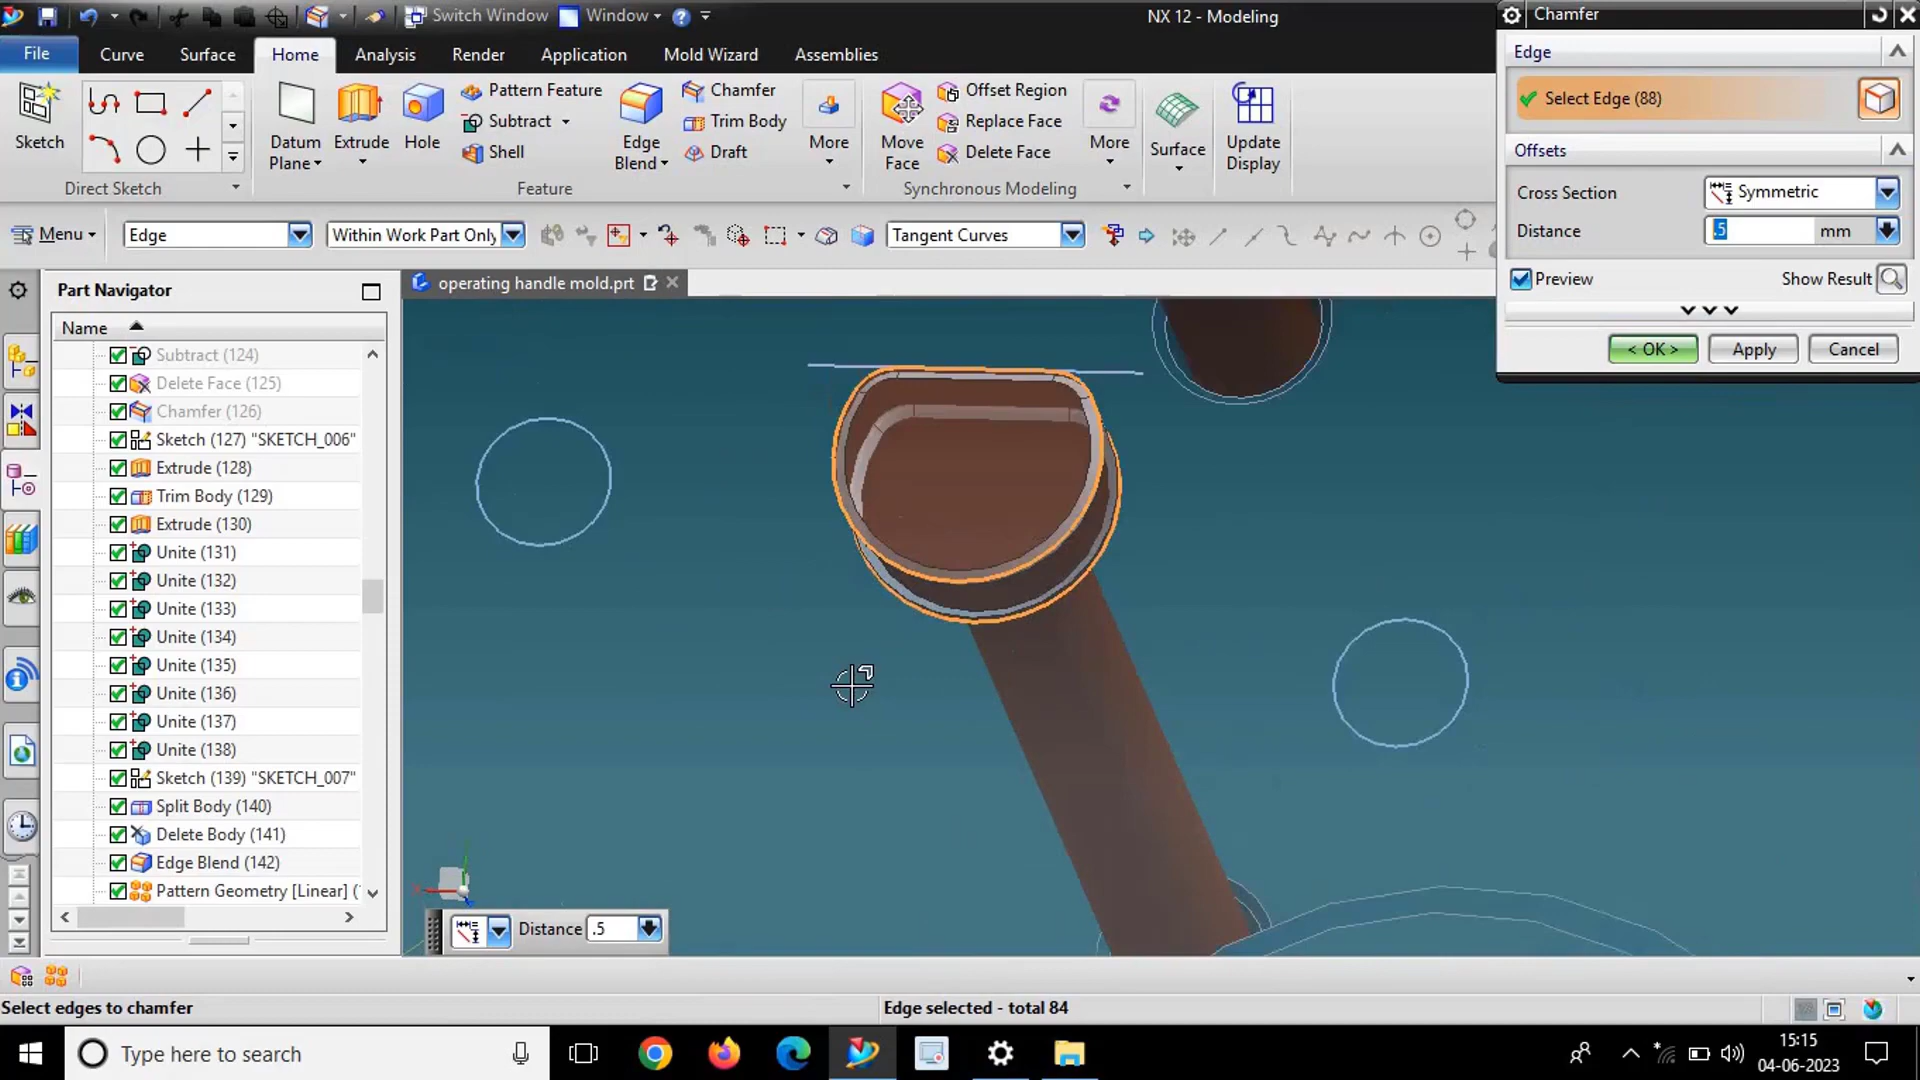 Switch Window
Window
NX 12 - Modeling
Chamfer
File
Curve
Surface
Home
Analysis
Render
Application
Mold Wizard
Assemblies
Edge
Select Edge (88)
Sketch
Datum
Plane
Extrude
Hole
Pattern Feature
Subtract
Shell
Edge
Blend
Chamfer
Trim Body
Draft
More
Move
Face
Offset Region
Replace Face
Delete Face
More
Surface
Update
Display
Offsets
Cross Section
Symmetric
Distance
.5
mm
Direct Sketch
Feature
Synchronous Modeling
Menu
Edge
Within Work Part Only
Tangent Curves
Preview
Show Result
< OK >
Apply
Cancel
Part Navigator
operating handle mold.prt
Name
Subtract (124)
Delete Face (125)
Chamfer (126)
Sketch (127) "SKETCH_006"
Extrude (128)
Trim Body (129)
Extrude (130)
Unite (131)
Unite (132)
Unite (133)
Unite (134)
Unite (135)
Unite (136)
Unite (137)
Unite (138)
Sketch (139) "SKETCH_007"
Split Body (140)
Delete Body (141)
Edge Blend (142)
Pattern Geometry [Linear] (
Distance .5
Select edges to chamfer
Edge selected - total 84
Type here to search
15:15
04-06-2023